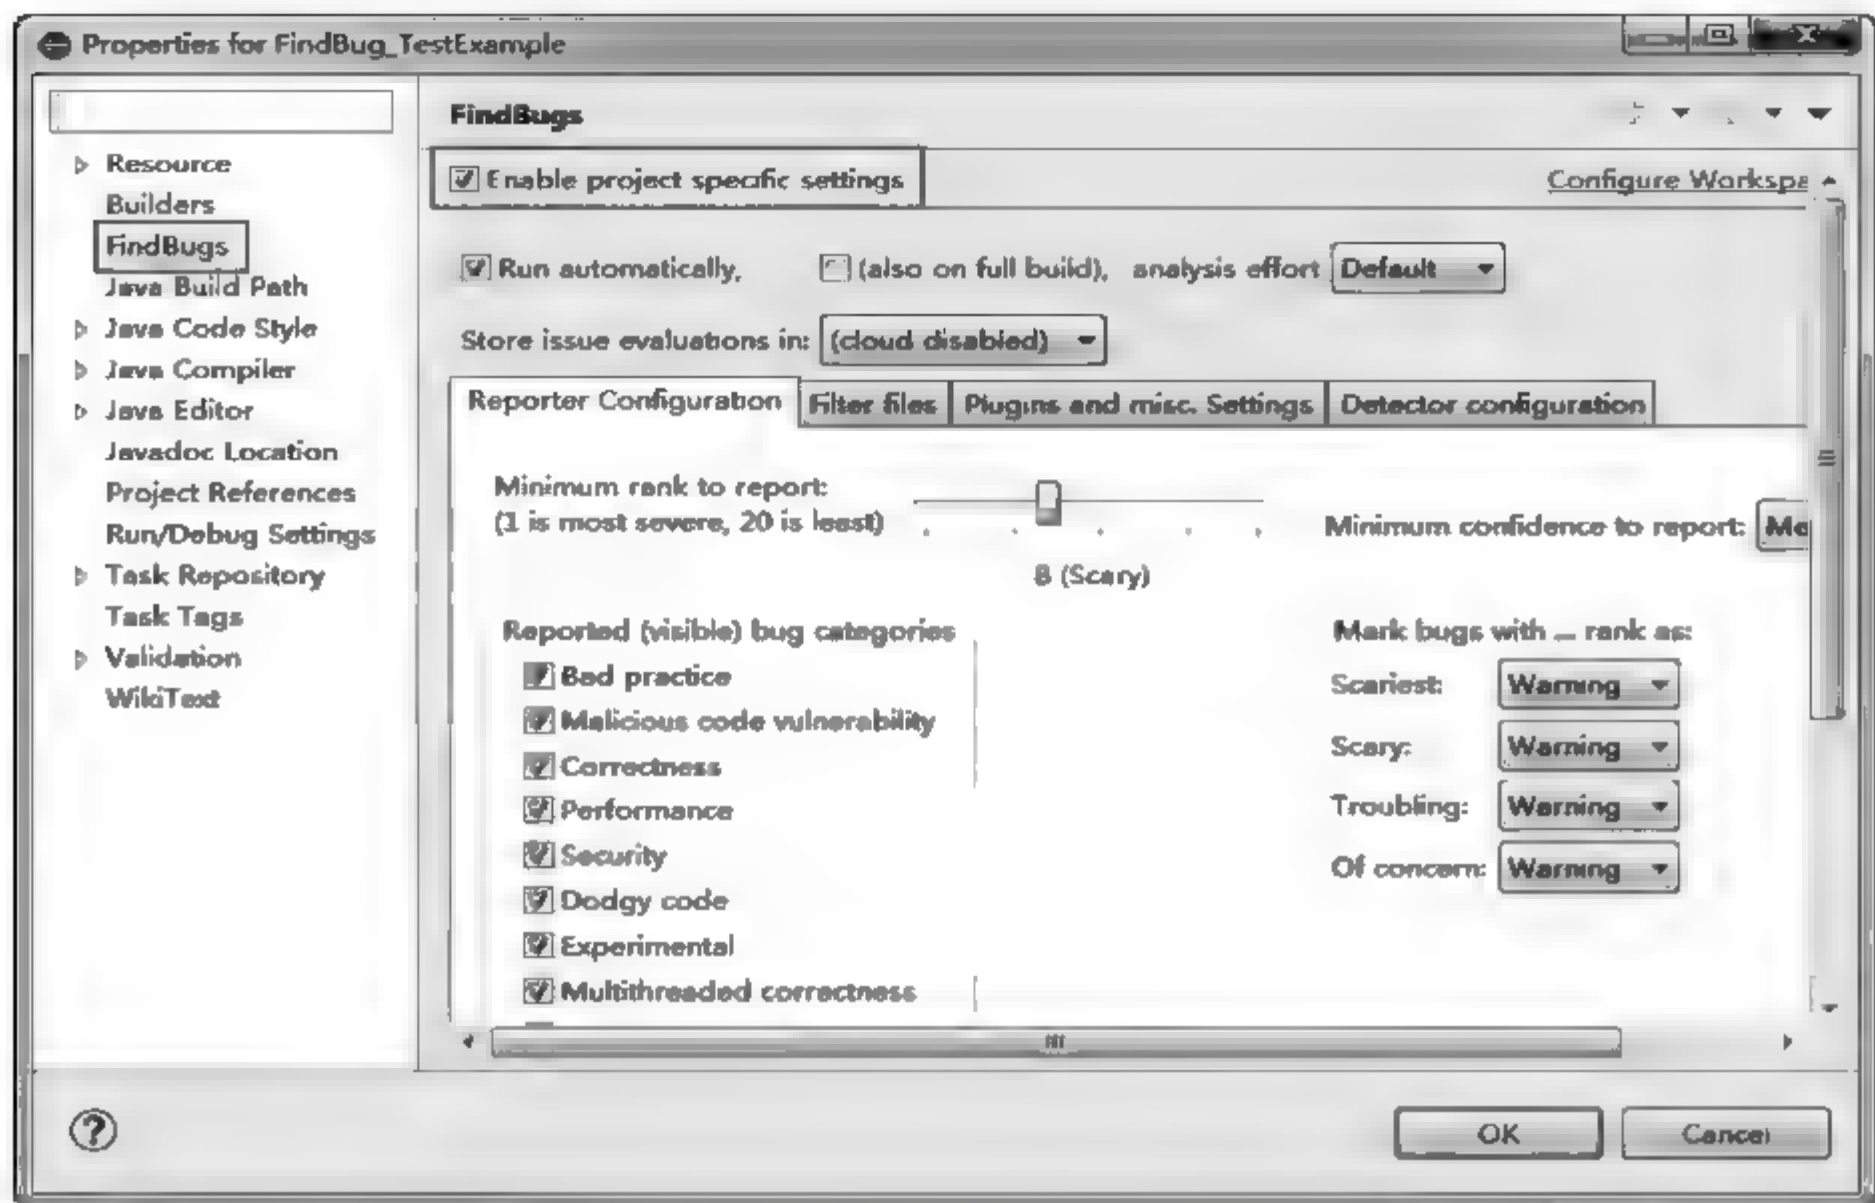 Properties for FindBug_TestExample
Resource
Builders
FindBugs
Java Build Path
Java Code Style
Java Compiler
Java Editor
Javadoc Location
Project References
Run/Debug Settings
Task Repository
Task Tags
Validation
WikiText
FindBugs
Enable project specific settings
Configure Workspa
Run automatically, (also on full build), analysis effort Default
Store issue evaluations in: (cloud disabled)
Reporter Configuration Filter files Plugins and misc. Settings Detector configuration
Minimum rank to report:
(1 is most severe, 20 is least)
Minimum confidence to report: Me
8 (Scary)
Reported (visible) bug categories
Bad practice
Malicious code vulnerability
Correctness
Performance
Security
Dodgy code
Experimental
Multithreaded correctness
Mark bugs with ... rank as:
Scariest: Warning
Scary: Warning
Troubling: Warning
Of concern: Warning
OK Cancel